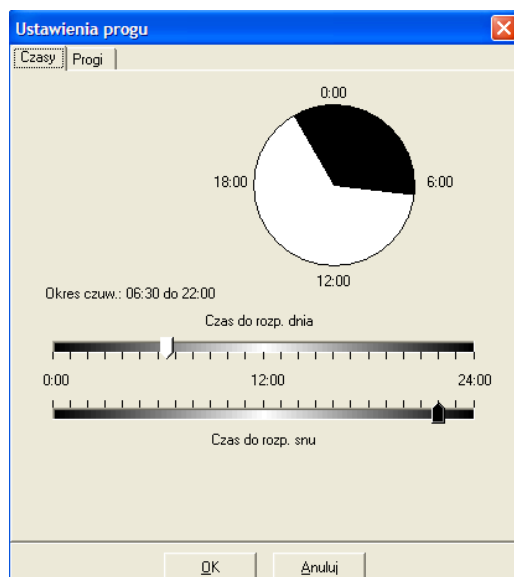 Ustawienia progu
Czasy Progi
0:00
18:00 6:00
12:00
Okres czuw.: 06:30 do 22:00
Czas do rozp. dnia
0:00 12:00 24:00
Czas do rozp. snu
OK Anuluj